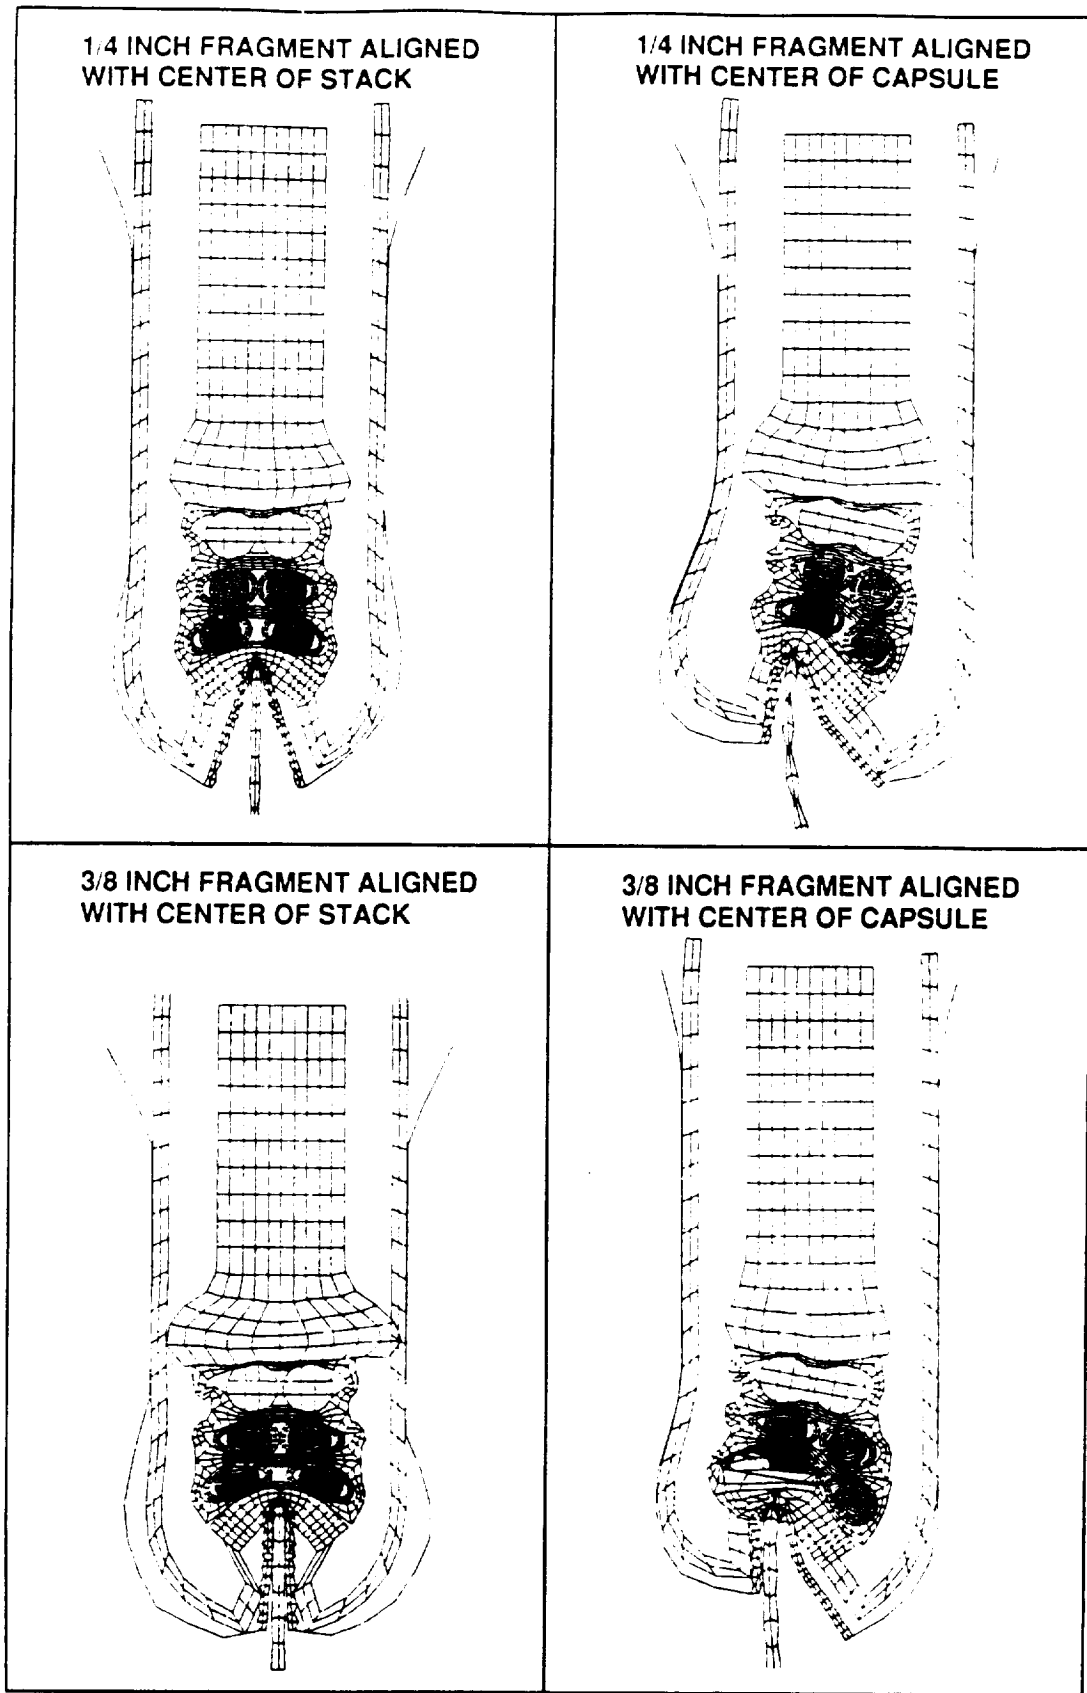 1/4 INCH FRAGMENT ALIGNED
WITH CENTER OF STACK
1/4 INCH FRAGMENT ALIGNED
WITH CENTER OF CAPSULE
3/8 INCH FRAGMENT ALIGNED
WITH CENTER OF STACK
3/8 INCH FRAGMENT ALIGNED
WITH CENTER OF CAPSULE